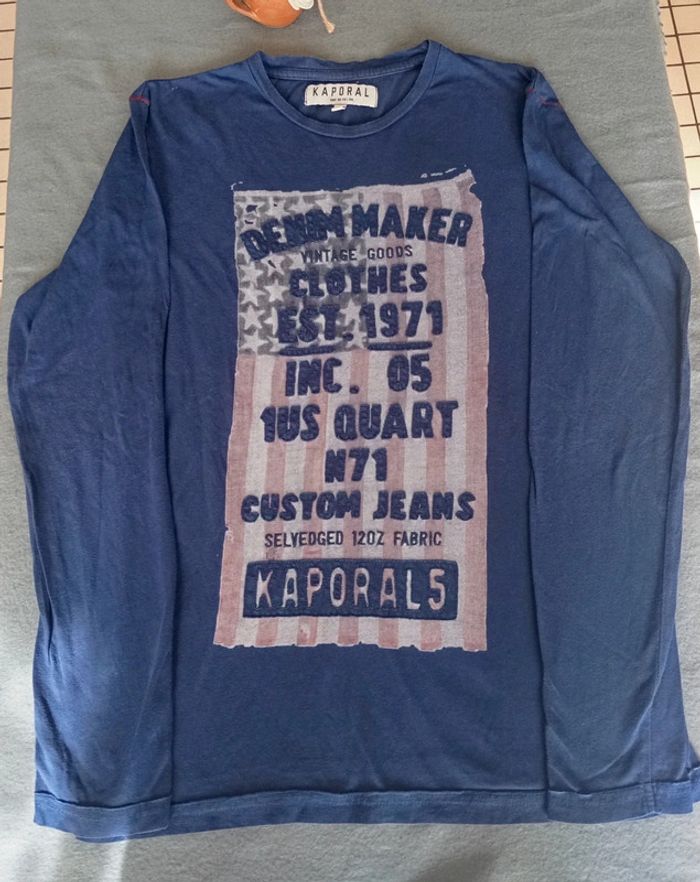 KAPORAL
DENIM MAKER
VINTAGE GOODS
CLOTHES
EST. 1971
INC. 05
1US QUART
N71
CUSTOM JEANS
SELVEDGED 12OZ FABRIC
KAPORAL5